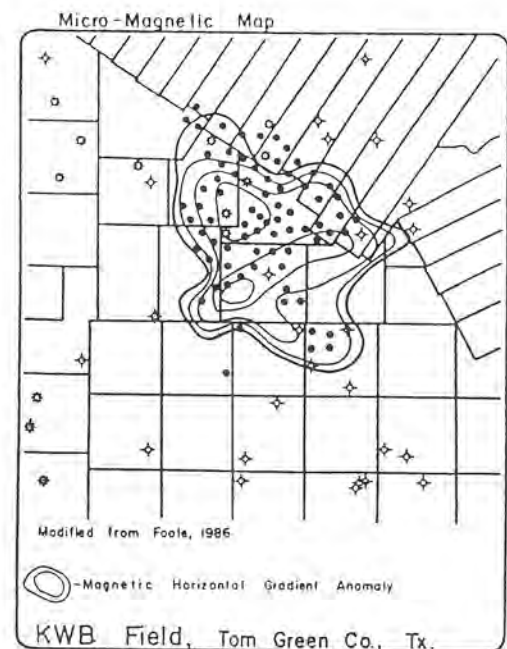 Micro-Magnetic Map
Modified from Foote, 1986
-Magnetic Horizontal Gradient Anomaly
KWB Field, Tom Green Co., Tx.